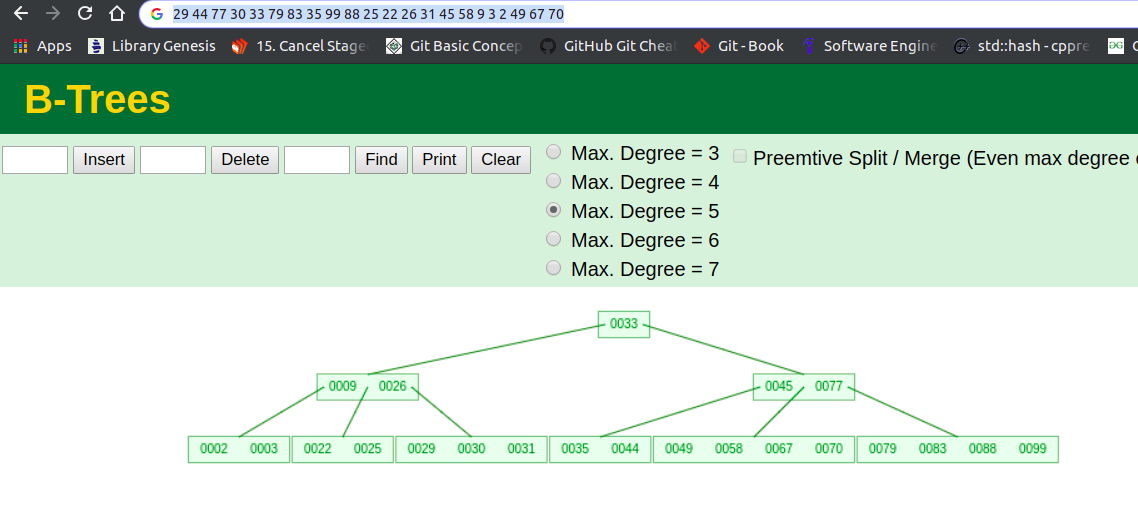 29 44 77 30 33 79 83 35 99 88 25 22 26 31 45 58 9 3 2 49 67 70
Apps Library Genesis 15. Cancel Stage Git Basic Concep GitHub Git Cheat Git - Book Software Engine std::hash - cppre
B-Trees
Insert Delete Find Print Clear Max. Degree = 3 Preemtive Split / Merge (Even max degree
Max. Degree = 4
Max. Degree = 5
Max. Degree = 6
Max. Degree = 7
0033
0009 0026 0045 0077
0002 0003 0022 0025 0029 0030 0031 0035 0044 0049 0058 0067 0070 0079 0083 0088 0099